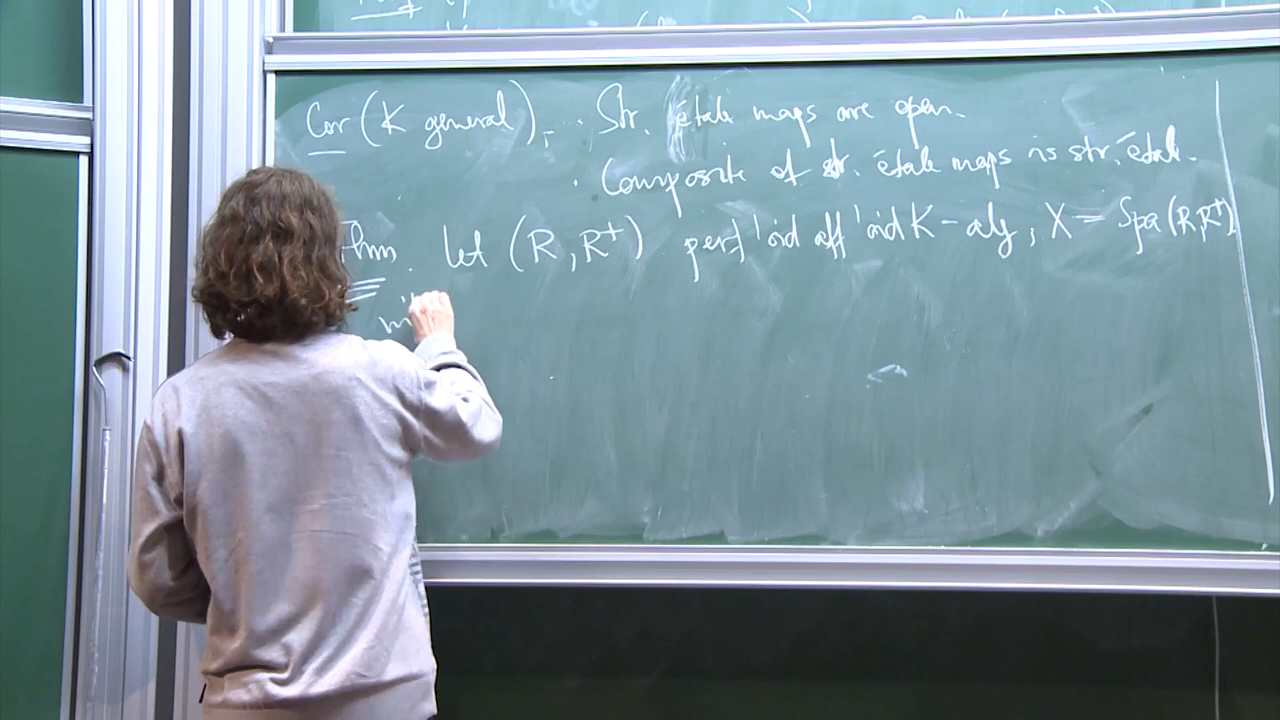 Cor (K general). · Str. étale maps are open.
· Composite of str. étale maps is str. étale.
Thm. Let (R, R⁺) perf'oid aff'oid K-alg, X = Spa(R,R⁺)